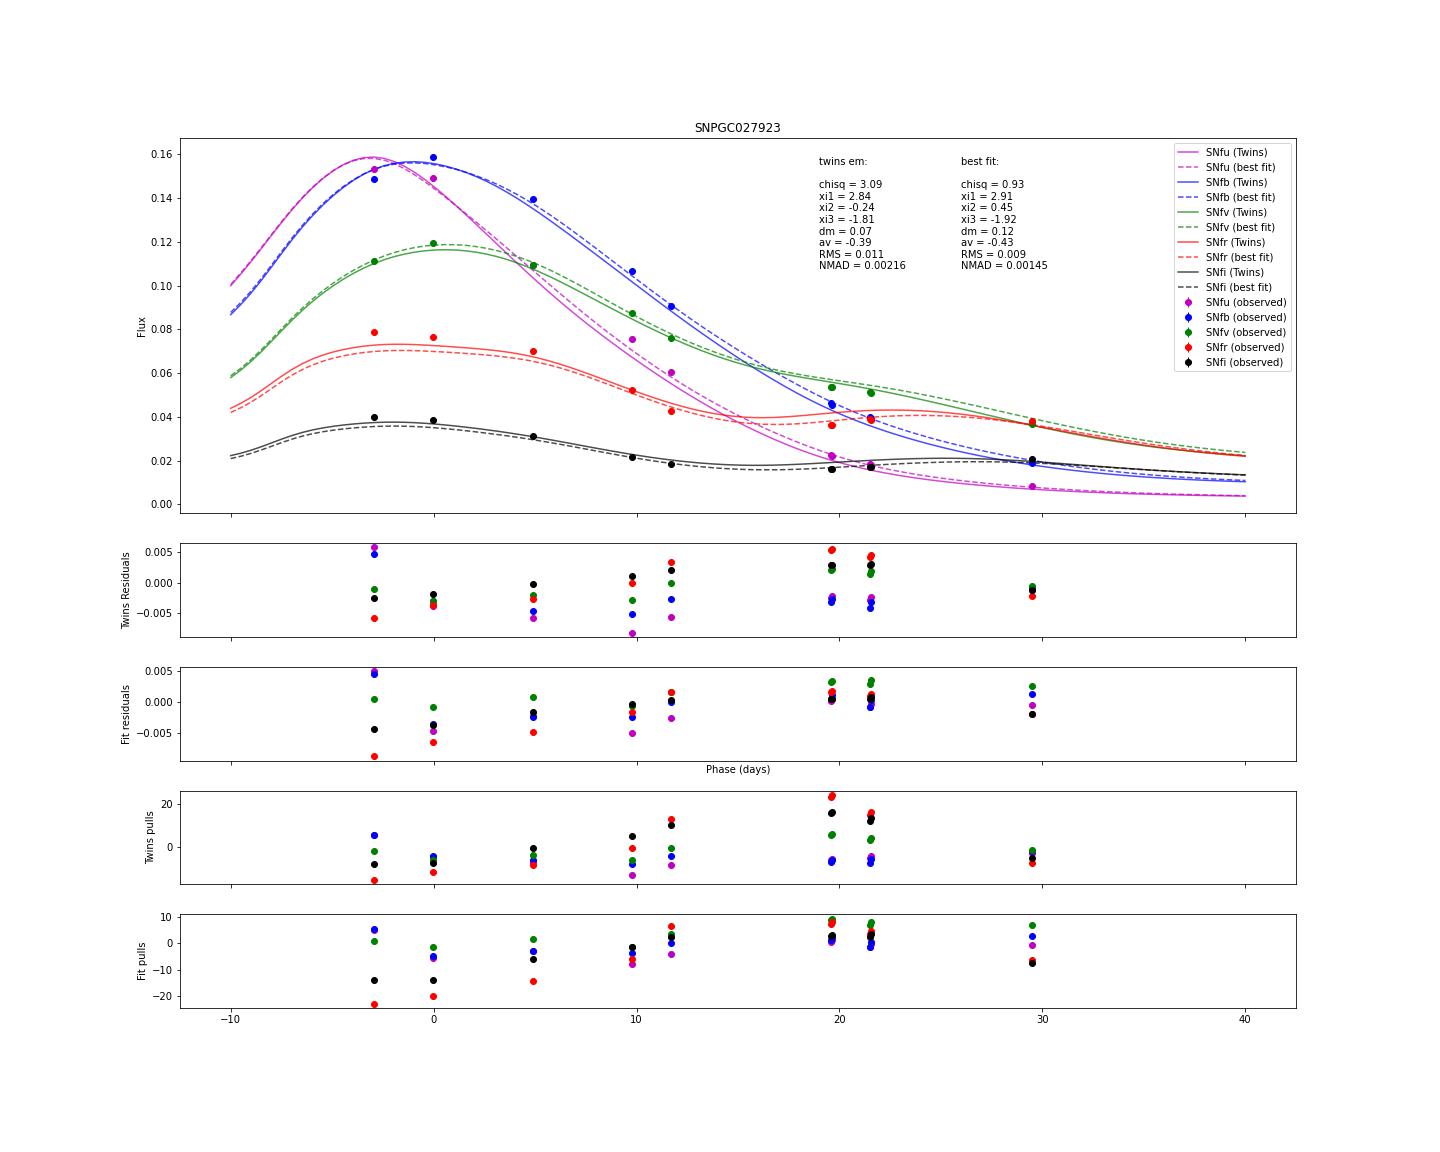 SNPGC027923
Flux
0.16
0.14
0.12
0.10
0.08
0.06
0.04
0.02
0.00
twins em:
chisq = 3.09
xi1 = 2.84
xi2 = -0.24
xi3 = -1.81
dm = 0.07
av = -0.39
RMS = 0.011
NMAD = 0.00216
best fit:
chisq = 0.93
xi1 = 2.91
xi2 = 0.45
xi3 = -1.92
dm = 0.12
av = -0.43
RMS = 0.009
NMAD = 0.00145
SNfu (Twins)
SNfu (best fit)
SNfb (Twins)
SNfb (best fit)
SNfv (Twins)
SNfv (best fit)
SNfr (Twins)
SNfr (best fit)
SNfi (Twins)
SNfi (best fit)
SNfu (observed)
SNfb (observed)
SNfv (observed)
SNfr (observed)
SNfi (observed)
Twins Residuals
0.005
0.000
−0.005
Fit residuals
0.005
0.000
−0.005
Phase (days)
Twins pulls
20
0
Fit pulls
10
0
−10
−20
−10 0 10 20 30 40